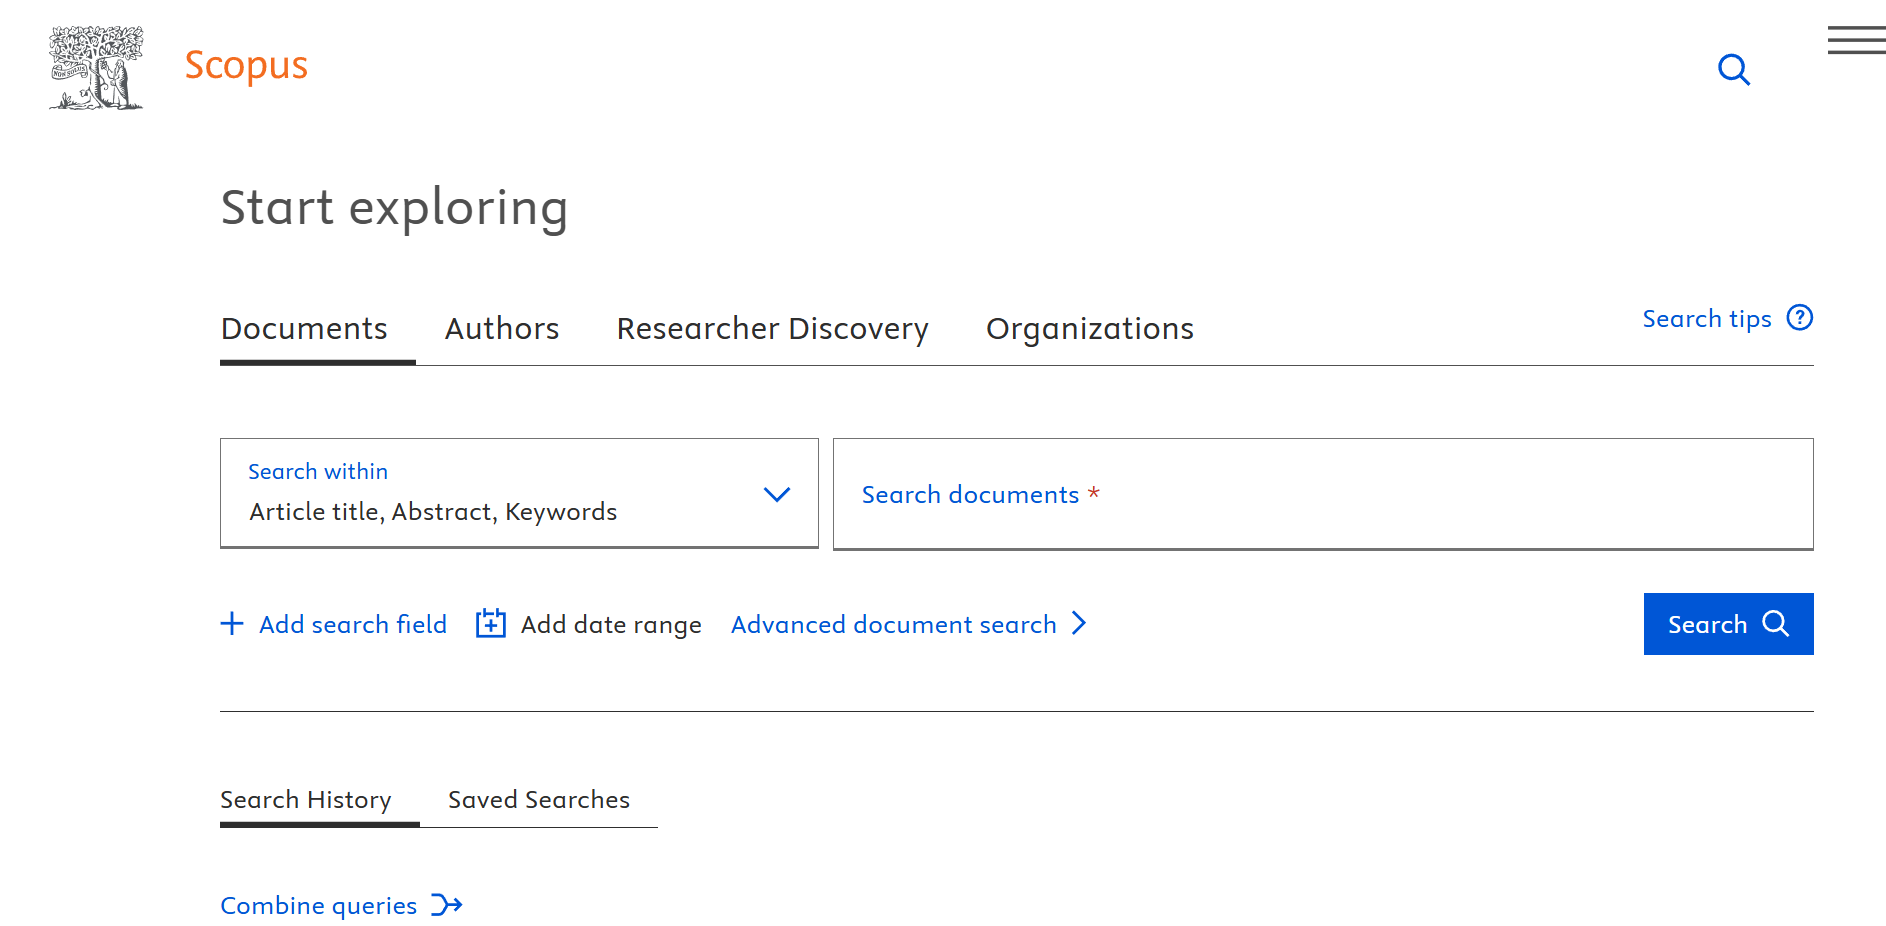 NON SOLUS
Scopus
Start exploring
Documents Authors Researcher Discovery Organizations Search tips
Search within
Article title, Abstract, Keywords
Search documents *
Add search field Add date range Advanced document search Search
Search History Saved Searches
Combine queries